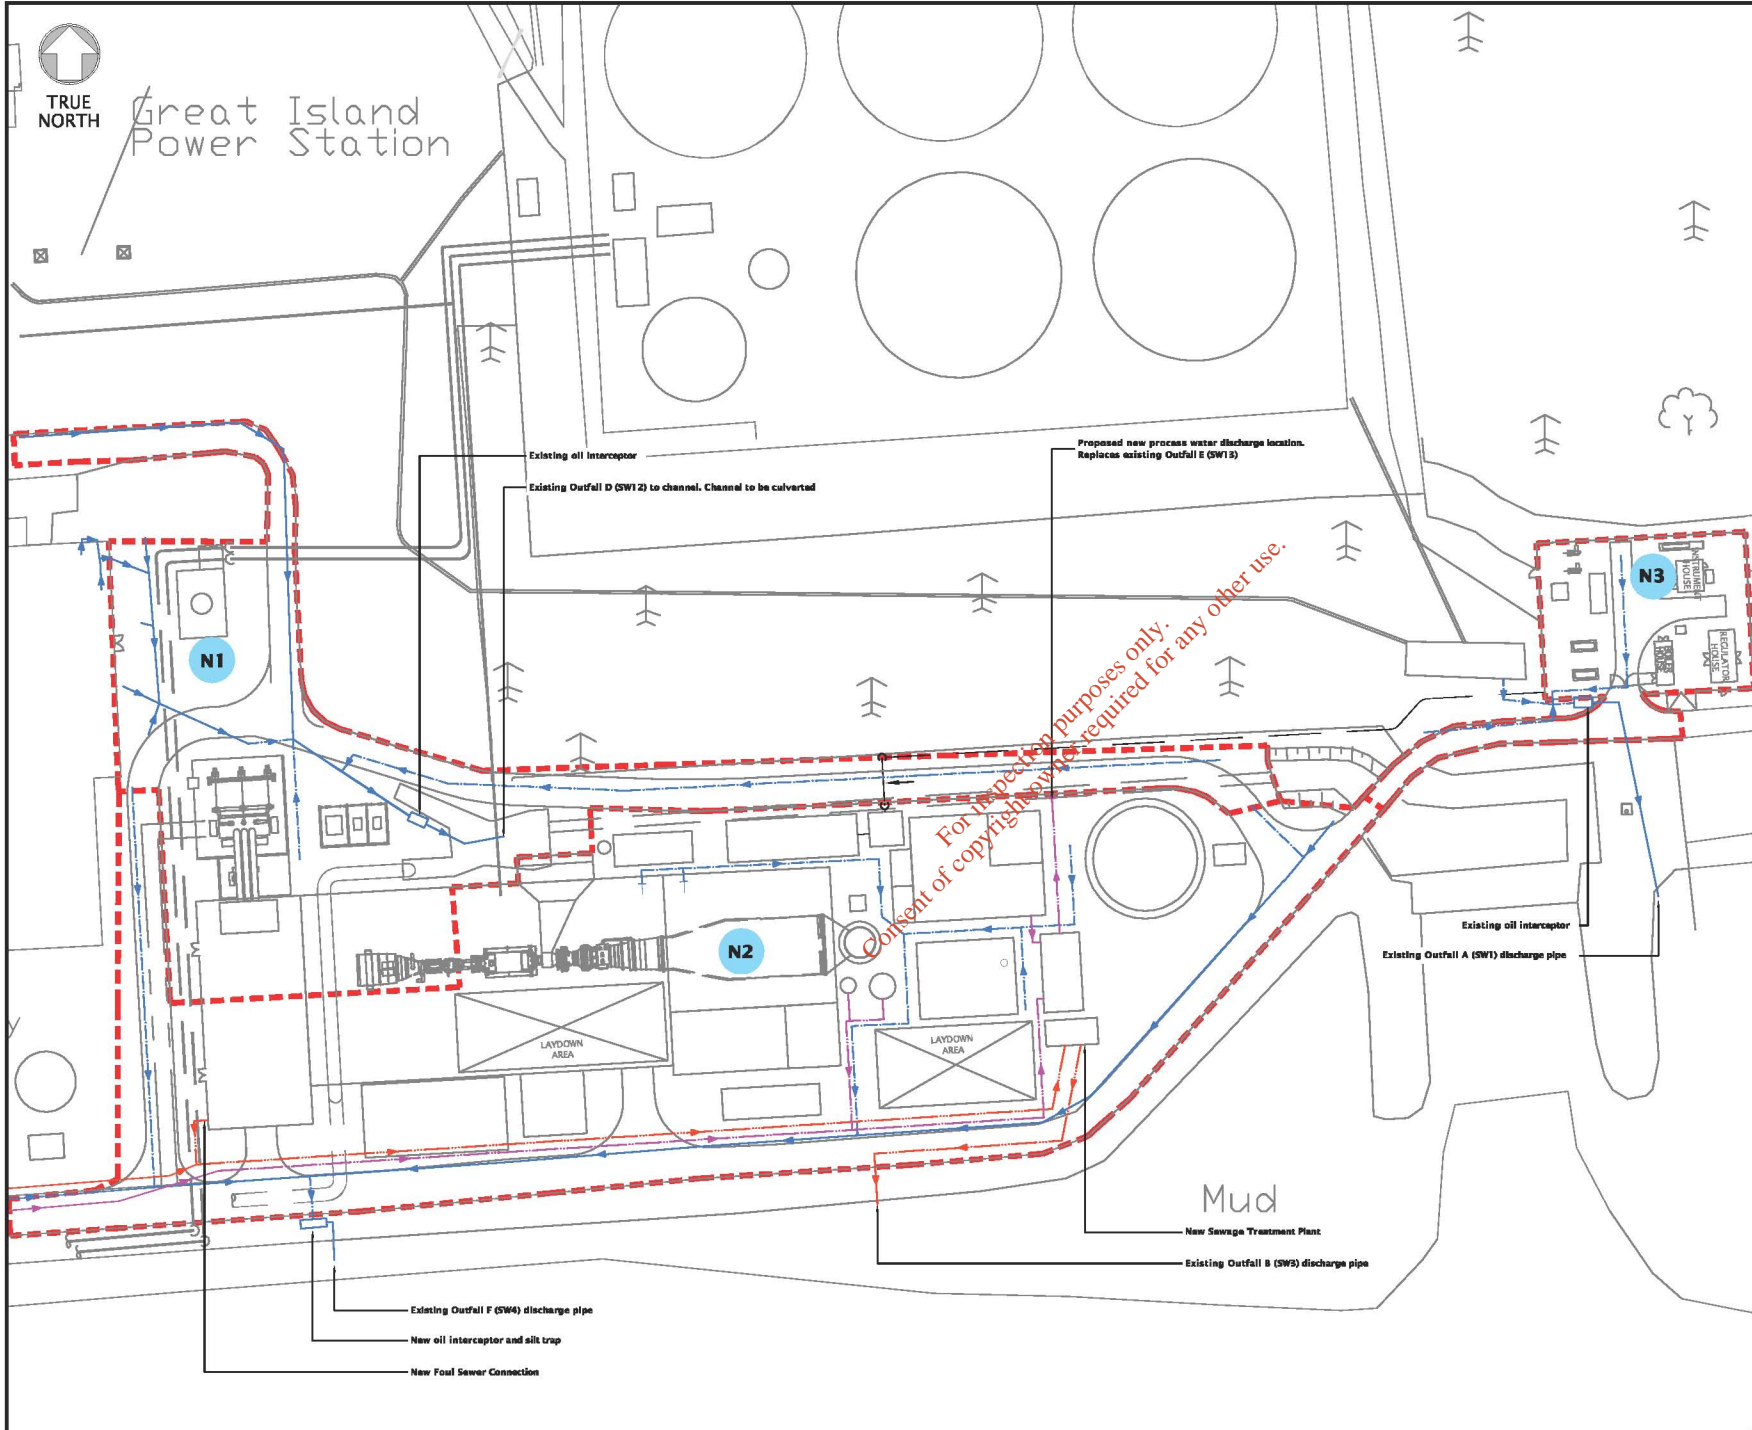 TRUE
NORTH
Great Island
Power Station
Existing oil interceptor
Existing Outfall D (SW12) to channel. Channel to be culverted
Proposed new process water discharge location.
Replaces existing Outfall E (SW13)
N1
N2
N3
INSTRUMENT
HOUSE
REGULATOR
HOUSE
BOILER
HOUSE
LAYDOWN
AREA
LAYDOWN
AREA
For inspection purposes only.
Consent of copyright owner required for any other use.
Existing oil interceptor
Existing Outfall A (SW1) discharge pipe
Mud
New Sewage Treatment Plant
Existing Outfall B (SW3) discharge pipe
Existing Outfall F (SW4) discharge pipe
New oil interceptor and silt trap
New Foul Sewer Connection
y